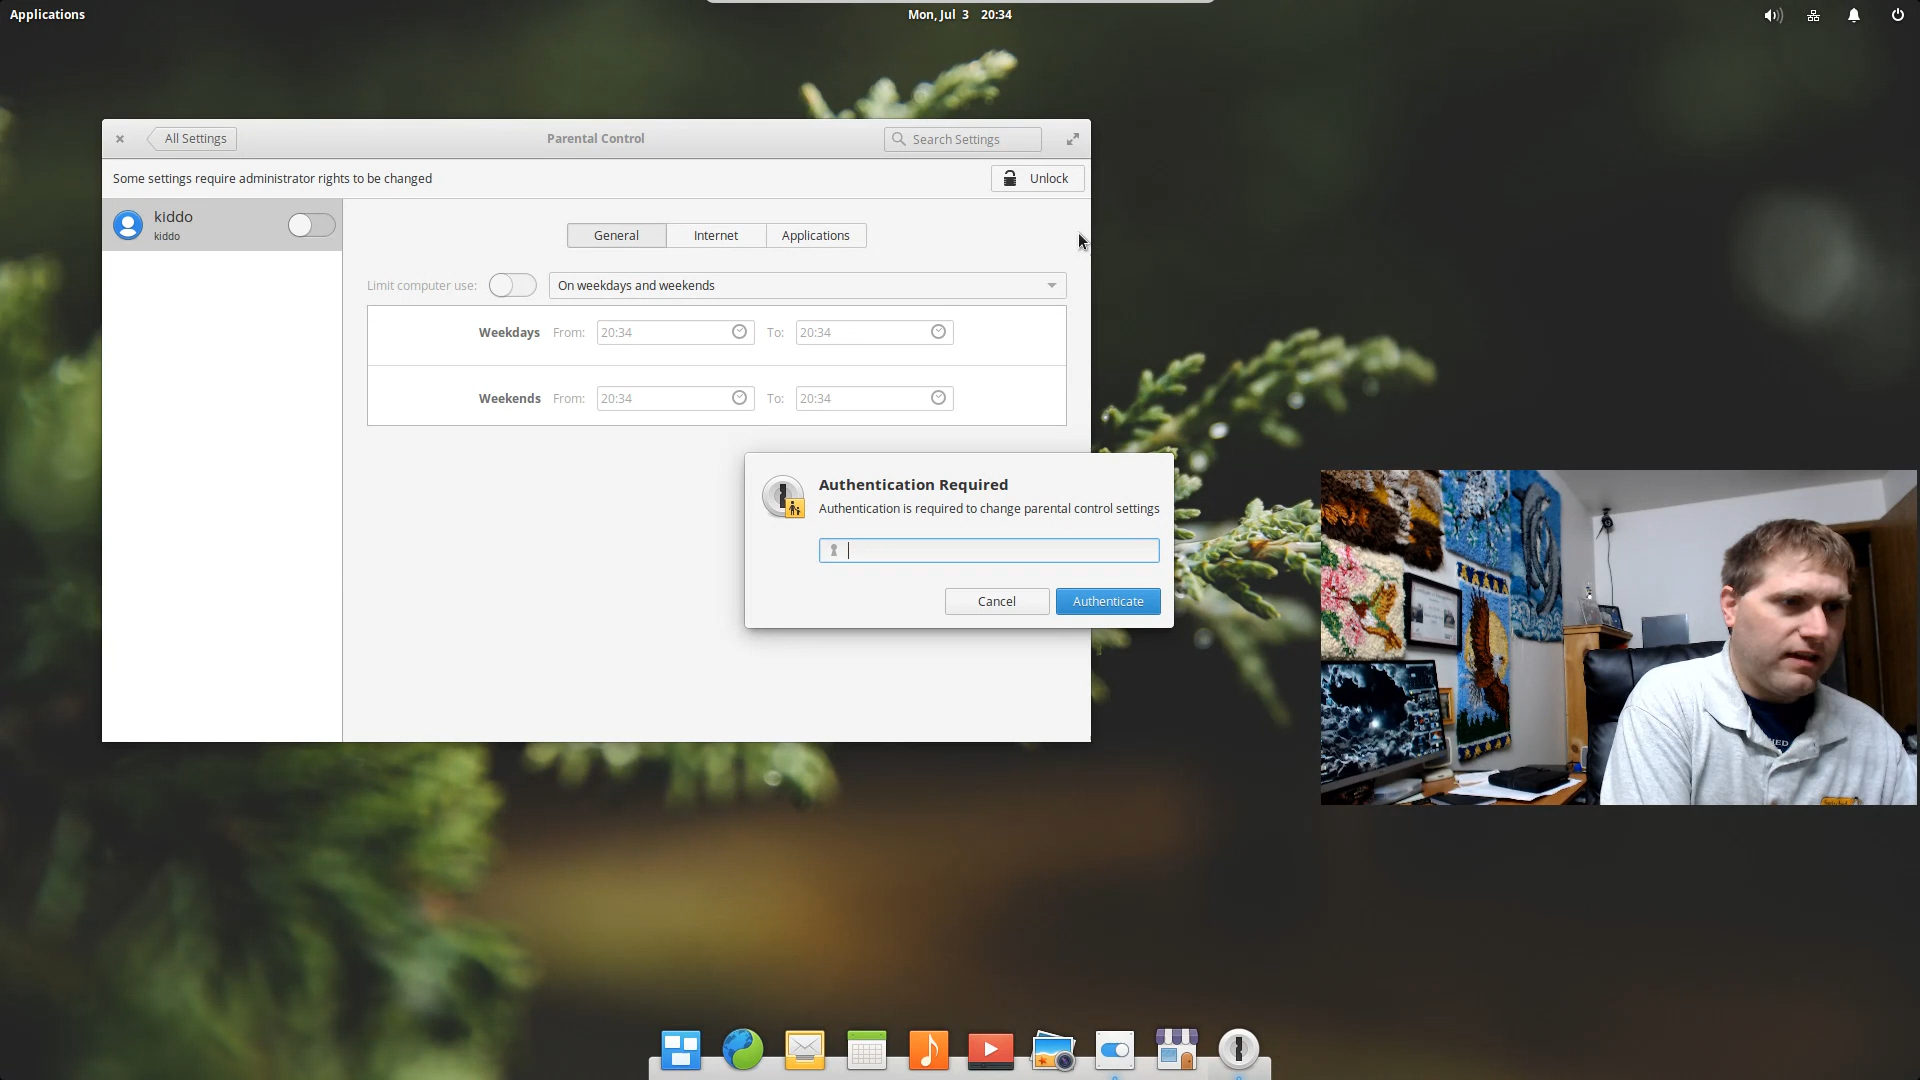 Applications
Mon, Jul 3 20:34
All Settings
Parental Control
Search Settings
Some settings require administrator rights to be changed
Unlock
kiddo
kiddo
General
Internet
Applications
Limit computer use:
On weekdays and weekends
Weekdays From: 20:34 To: 20:34
Weekends From: 20:34 To: 20:34
Authentication Required
Authentication is required to change parental control settings
Cancel
Authenticate